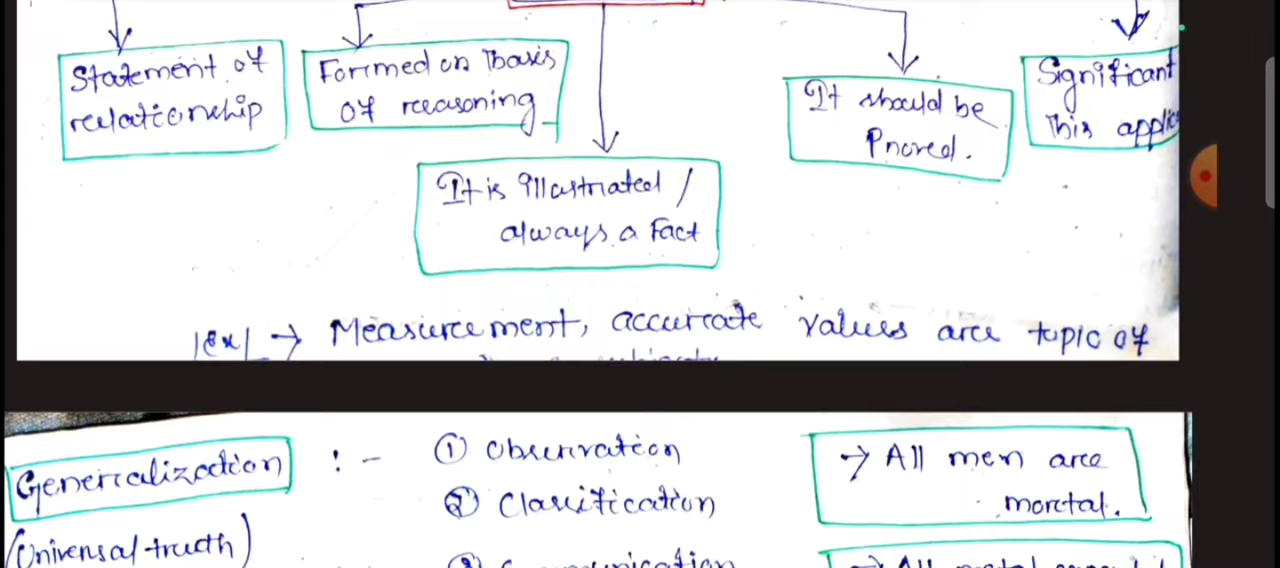 Statement of
relationship
Formed on Basis
of reasoning
It should be
Proved.
Significant
This
It is illustrated /
always a Fact
|Ex| → Measurement, accurate values are topic of
Generalization :- ① Observation
(Universal truth)
② Classification
→ All men are
mortal.